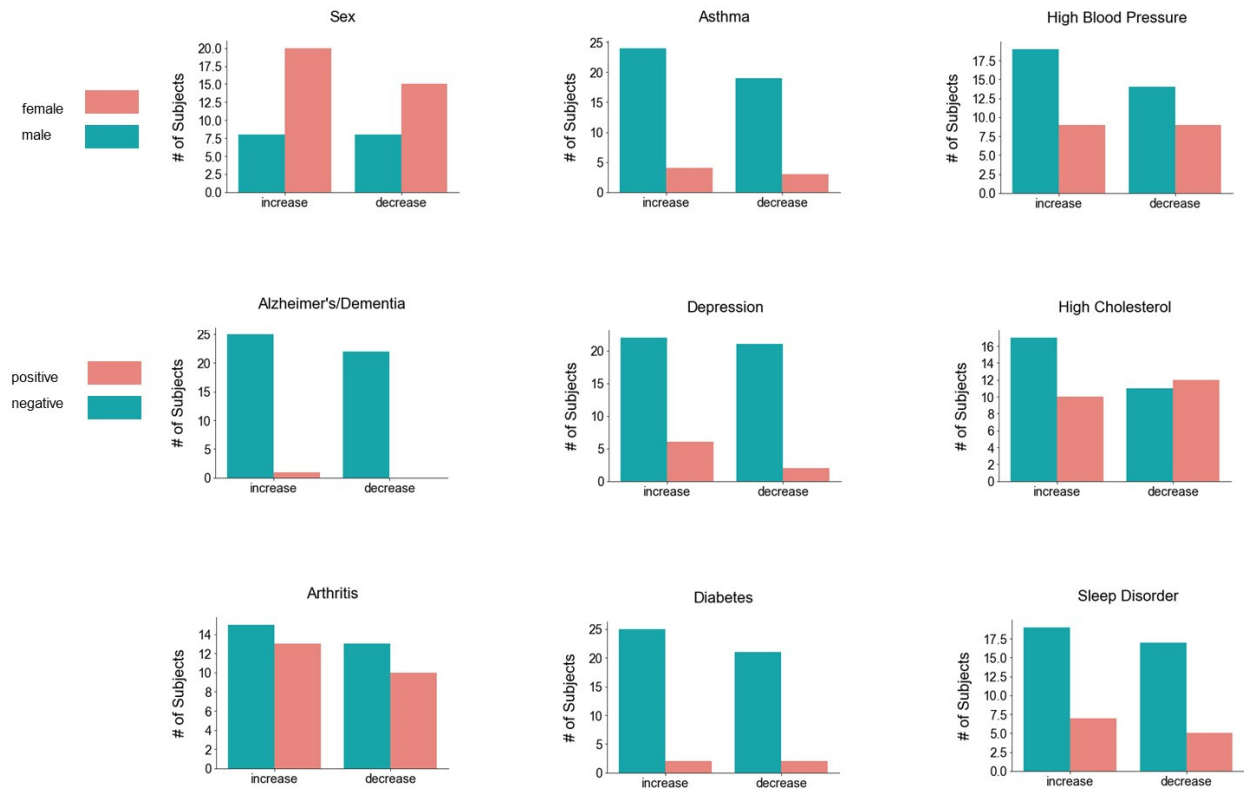 Sex
Asthma
High Blood Pressure
female
male
# of Subjects
20.0
17.5
15.0
12.5
10.0
7.5
5.0
2.5
0.0
increase
decrease
# of Subjects
25
20
15
10
5
0
increase
decrease
# of Subjects
17.5
15.0
12.5
10.0
7.5
5.0
2.5
0.0
increase
decrease
Alzheimer's/Dementia
Depression
High Cholesterol
positive
negative
# of Subjects
25
20
15
10
5
0
increase
decrease
# of Subjects
20
15
10
5
0
increase
decrease
# of Subjects
16
14
12
10
8
6
4
2
0
increase
decrease
Arthritis
Diabetes
Sleep Disorder
# of Subjects
14
12
10
8
6
4
2
0
increase
decrease
# of Subjects
25
20
15
10
5
0
increase
decrease
# of Subjects
17.5
15.0
12.5
10.0
7.5
5.0
2.5
0.0
increase
decrease